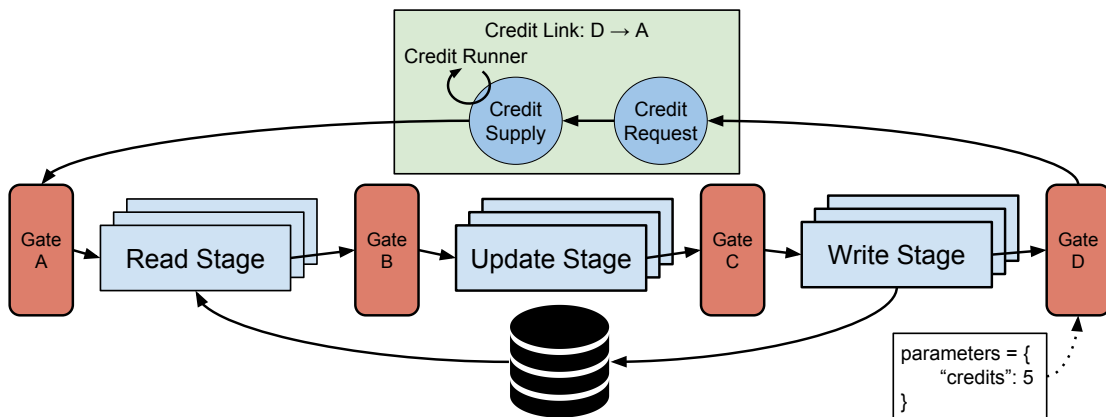 Credit Link: D → A
Credit Runner
Credit
Supply
Credit
Request
Gate
A
Read Stage
Gate
B
Update Stage
Gate
C
Write Stage
Gate
D
parameters = {
“credits”: 5
}